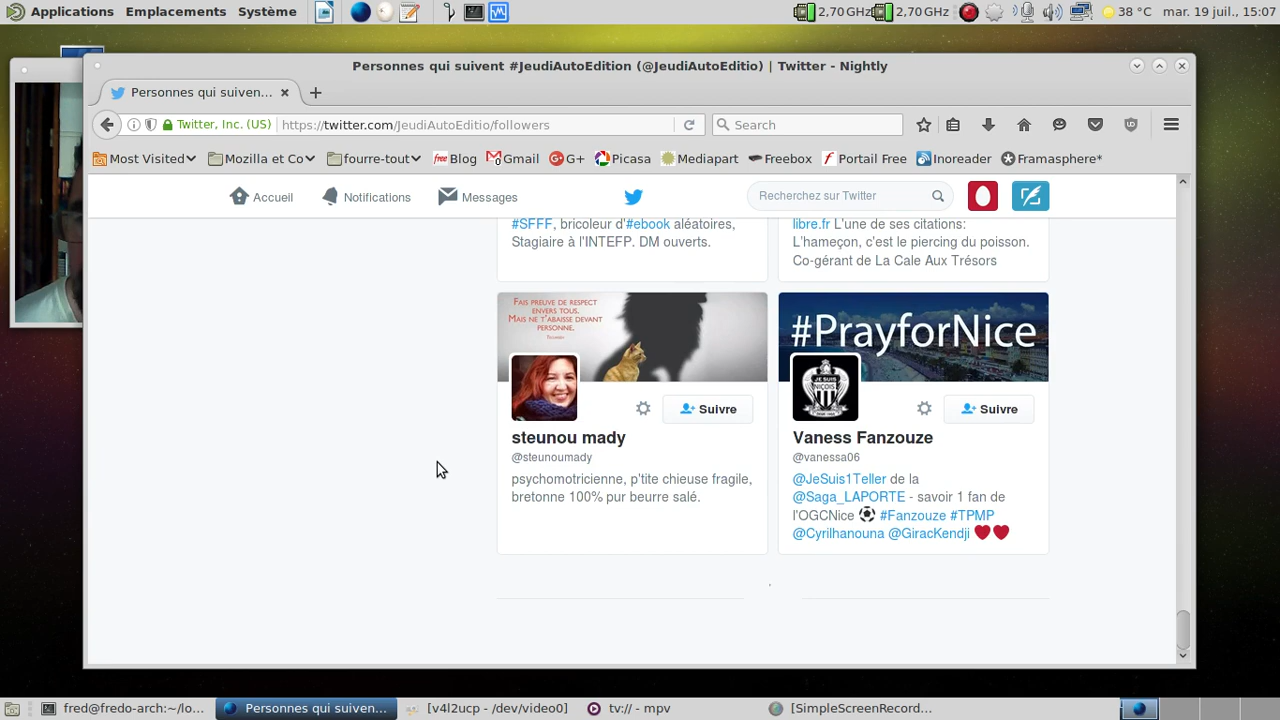 Applications Emplacements Système 2,70 GHz 2,70 GHz 38 °C mar. 19 juil., 15:07
Personnes qui suivent #JeudiAutoEdition (@JeudiAutoEditio) | Twitter - Nightly
Personnes qui suiven...
Twitter, Inc. (US) https://twitter.com/JeudiAutoEditio/followers Search
Most Visited Mozilla et Co fourre-tout free Blog Gmail G+ Picasa Mediapart Freebox Portail Free Inoreader Framasphere*
Accueil Notifications Messages Recherchez sur Twitter
#SFFF, bricoleur d'#ebook aléatoires,
Stagiaire à l'INTEFP. DM ouverts.
libre.fr L'une de ses citations:
L'hameçon, c'est le piercing du poisson.
Co-gérant de La Cale Aux Trésors
Fais preuve de respect
envers tous.
Mais ne t'abaisse devant
personne.
Suivre
steunou mady
@steunoumady
psychomotricienne, p'tite chieuse fragile,
bretonne 100% pur beurre salé.
#PrayforNice
JE SUIS
NIÇOIS
Suivre
Vaness Fanzouze
@vanessa06
@JeSuis1Teller de la
@Saga_LAPORTE - savoir 1 fan de
l'OGCNice ⚽ #Fanzouze #TPMP
@Cyrilhanouna @GiracKendji ♥♥
fred@fredo-arch:~/lo... Personnes qui suiven... [v4l2ucp - /dev/video0] tv:// - mpv [SimpleScreenRecord...